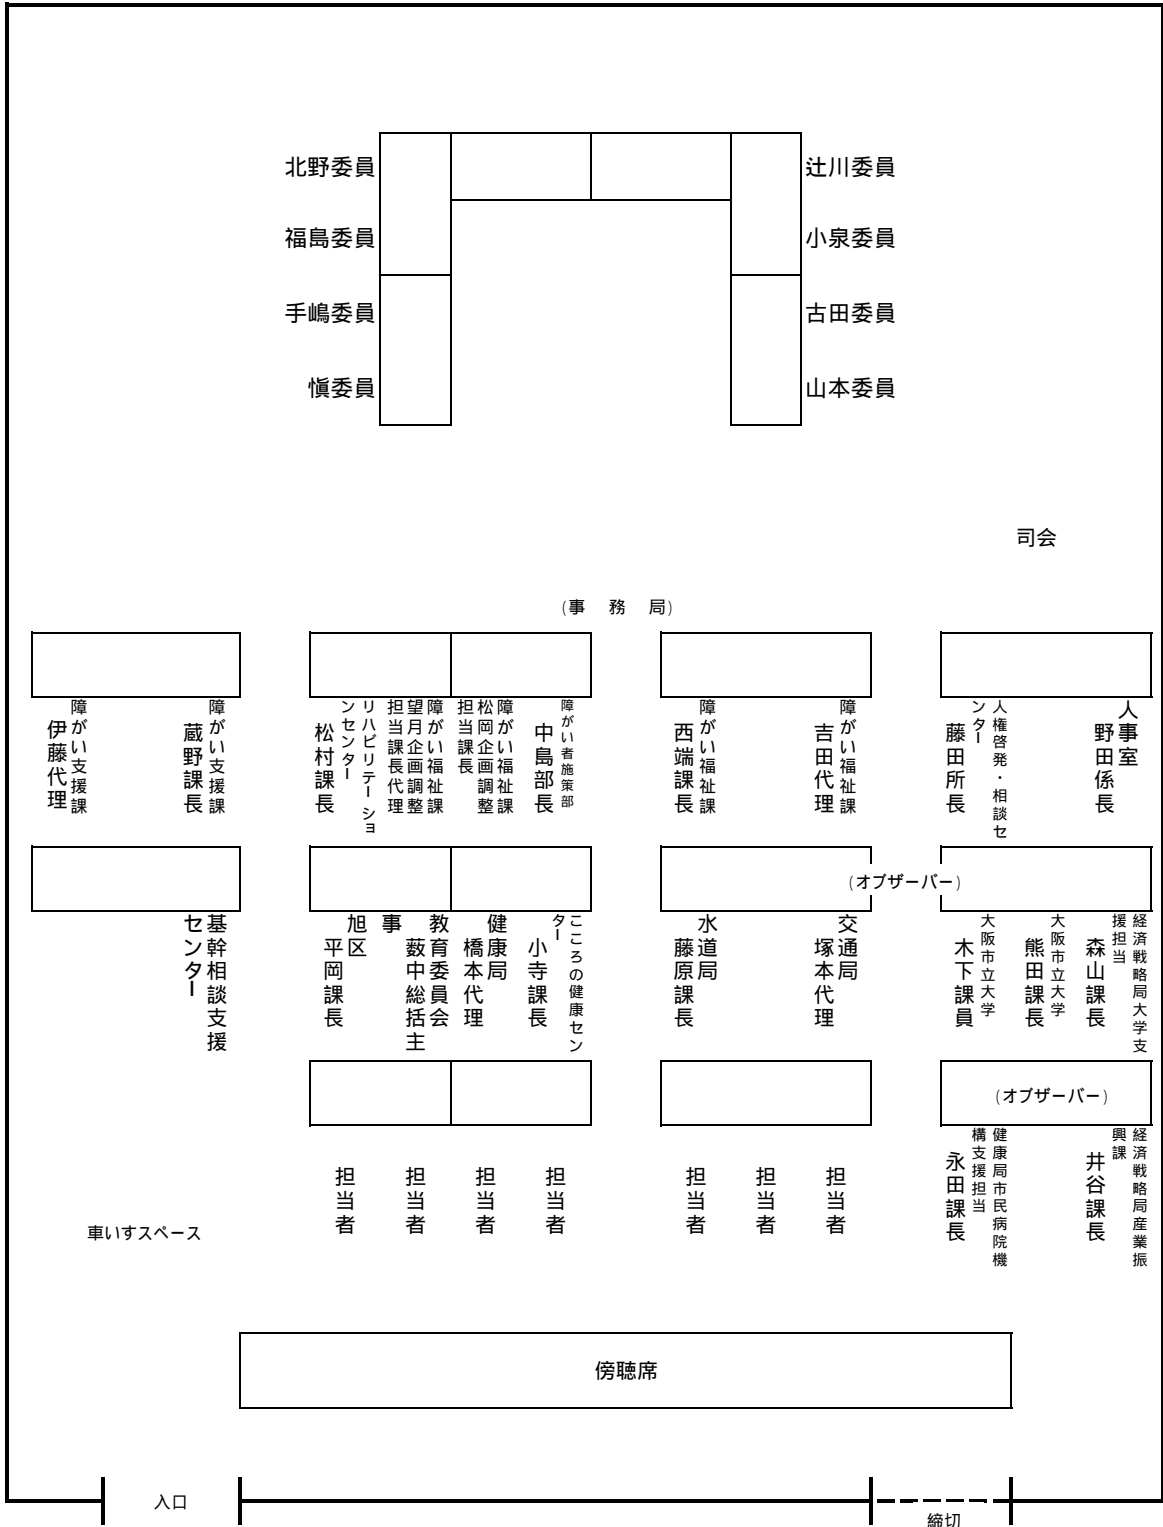 北野委員
辻川委員
福島委員
小泉委員
手嶋委員
古田委員
愼委員
山本委員
司会
(事　務　局)
障がい支援課
伊藤代理
障がい支援課
蔵野課長
リハビリテーショ
ンセンター
松村課長
障がい福祉課
望月企画調整
担当課長代理
障がい福祉課
松岡企画調整
担当課長
障がい者施策部
中島部長
障がい福祉課
西端課長
障がい福祉課
吉田代理
人権啓発・相談セ
ンター
藤田所長
人事室
野田係長
(オブザーバー)
基幹相談支援
センター
旭区
平岡課長
教育委員会
薮中総括主
事
健康局
橋本代理
こころの健康セン
ター
小寺課長
水道局
藤原課長
交通局
塚本代理
大阪市立大学
木下課員
大阪市立大学
熊田課長
経済戦略局大学支
援担当
森山課長
(オブザーバー)
担当者
担当者
担当者
担当者
担当者
担当者
担当者
健康局市民病院機
構支援担当
永田課長
経済戦略局産業振
興課
井谷課長
車いすスペース
傍聴席
入口
締切